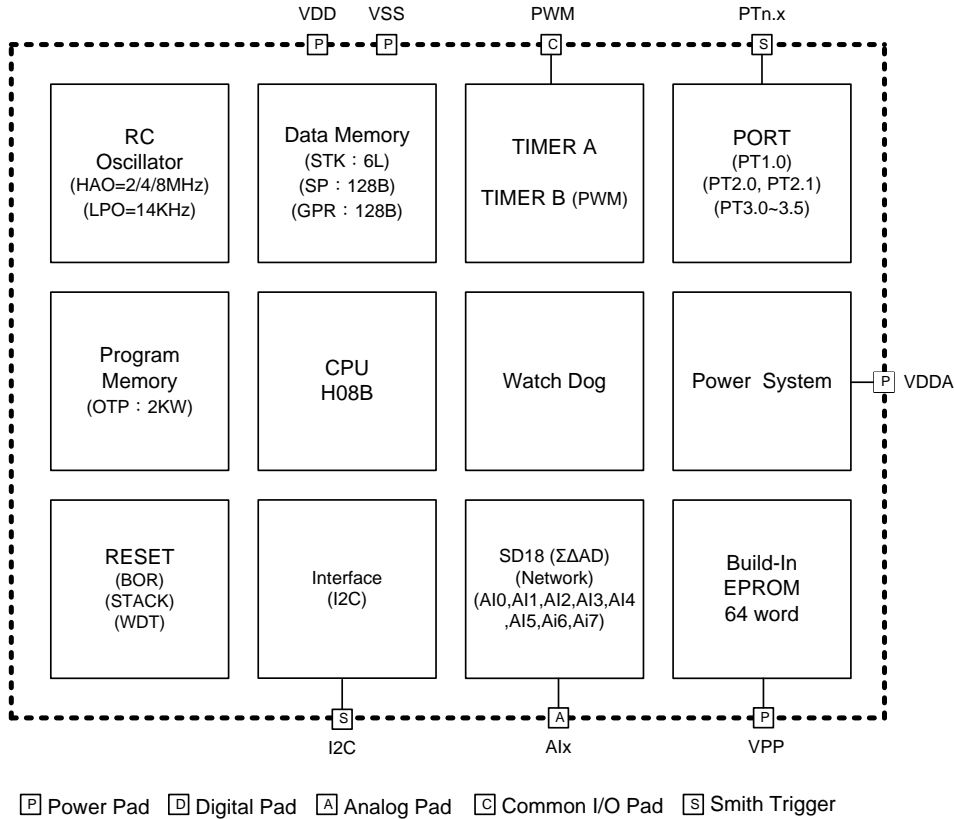 VDD VSS PWM PTn.x
P P C S
RC
Oscillator
(HAO=2/4/8MHz)
(LPO=14KHz)
Data Memory
(STK：6L)
(SP：128B)
(GPR：128B)
TIMER A
TIMER B (PWM)
PORT
(PT1.0)
(PT2.0, PT2.1)
(PT3.0~3.5)
Program
Memory
(OTP：2KW)
CPU
H08B
Watch Dog
Power System
P VDDA
RESET
(BOR)
(STACK)
(WDT)
Interface
(I2C)
SD18 (ΣΔAD)
(Network)
(AI0,AI1,AI2,AI3,AI4
,AI5,Ai6,Ai7)
Build-In
EPROM
64 word
S A P
I2C AIx VPP
P Power Pad D Digital Pad A Analog Pad C Common I/O Pad S Smith Trigger